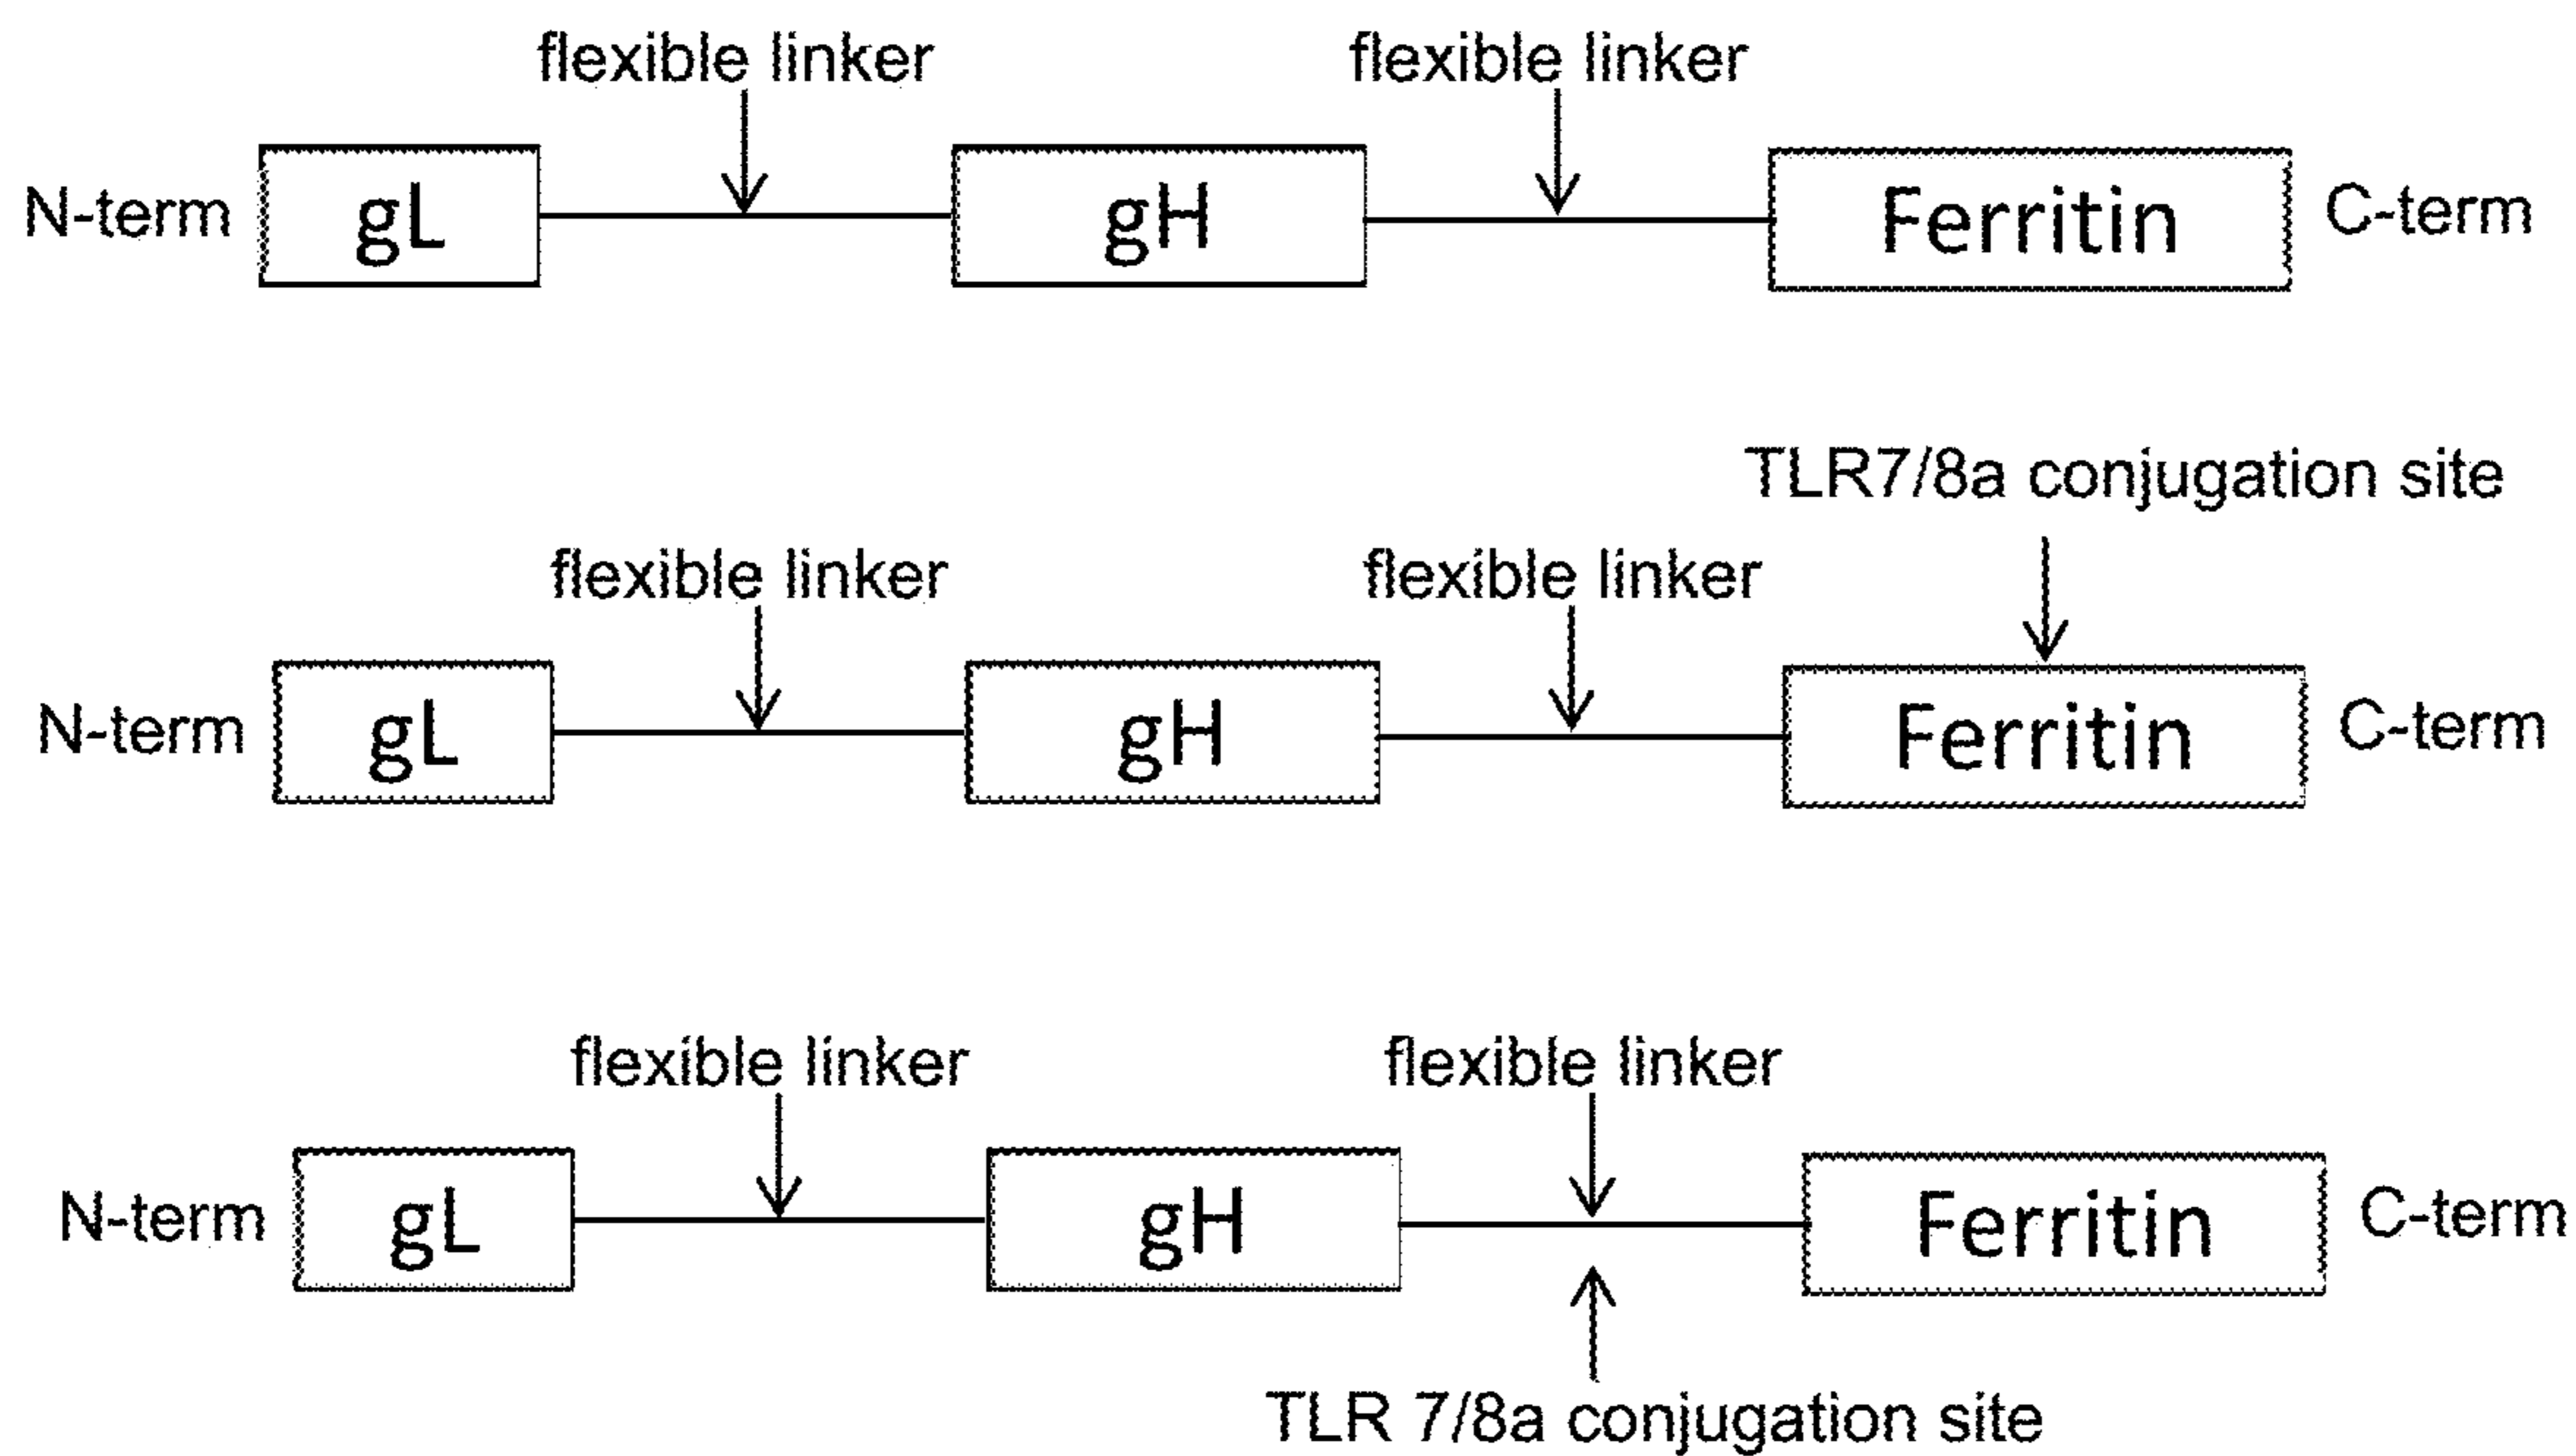 flexible linker flexible linker
N-term gL gH Ferritin C-term
TLR7/8a conjugation site
flexible linker flexible linker
N-term gL gH Ferritin C-term
flexible linker flexible linker
N-term gL gH Ferritin C-term
TLR 7/8a conjugation site